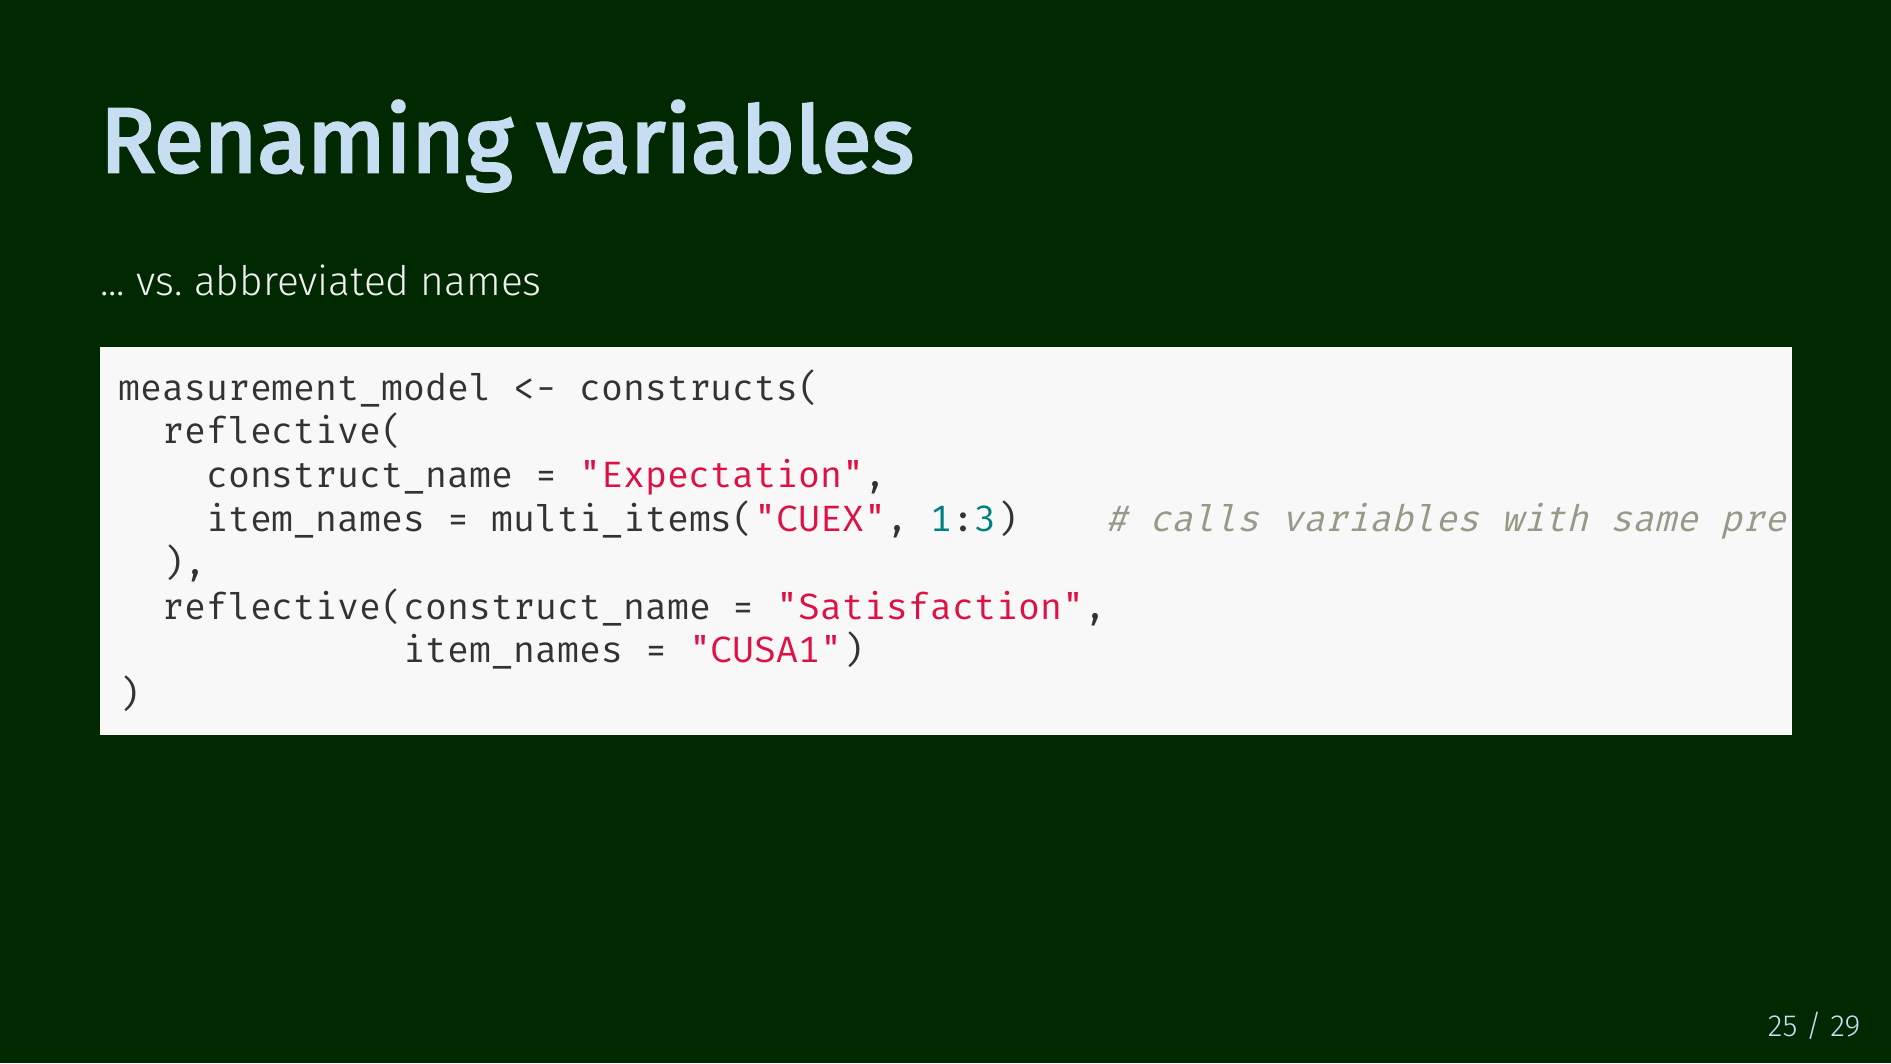 Renaming variables
... vs. abbreviated names
measurement_model <- constructs(
  reflective(
    construct_name = "Expectation",
    item_names = multi_items("CUEX", 1:3)    # calls variables with same pre
  ),
  reflective(construct_name = "Satisfaction",
             item_names = "CUSA1")
)
25 / 29